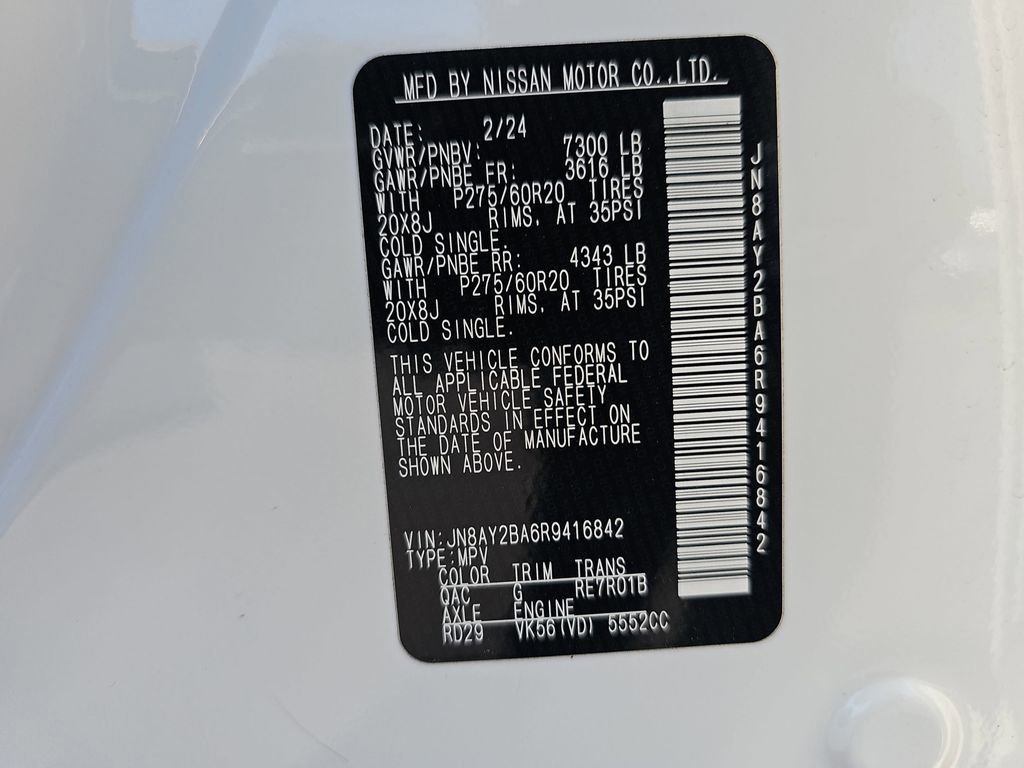 MFD BY NISSAN MOTOR CO.,LTD.
DATE: 2/24
GVWR/PNBV: 7300 LB
GAWR/PNBE FR: 3616 LB
WITH P275/60R20 TIRES
20X8J RIMS, AT 35PSI
COLD SINGLE.
GAWR/PNBE RR: 4343 LB
WITH P275/60R20 TIRES
20X8J RIMS, AT 35PSI
COLD SINGLE.
THIS VEHICLE CONFORMS TO
ALL APPLICABLE FEDERAL
MOTOR VEHICLE SAFETY
STANDARDS IN EFFECT ON
THE DATE OF MANUFACTURE
SHOWN ABOVE.
VIN:JN8AY2BA6R9416842
TYPE:MPV
COLOR TRIM TRANS
QAC G RE7R01B
AXLE ENGINE
RD29 VK56(VD) 5552CC
JN8AY2BA6R9416842